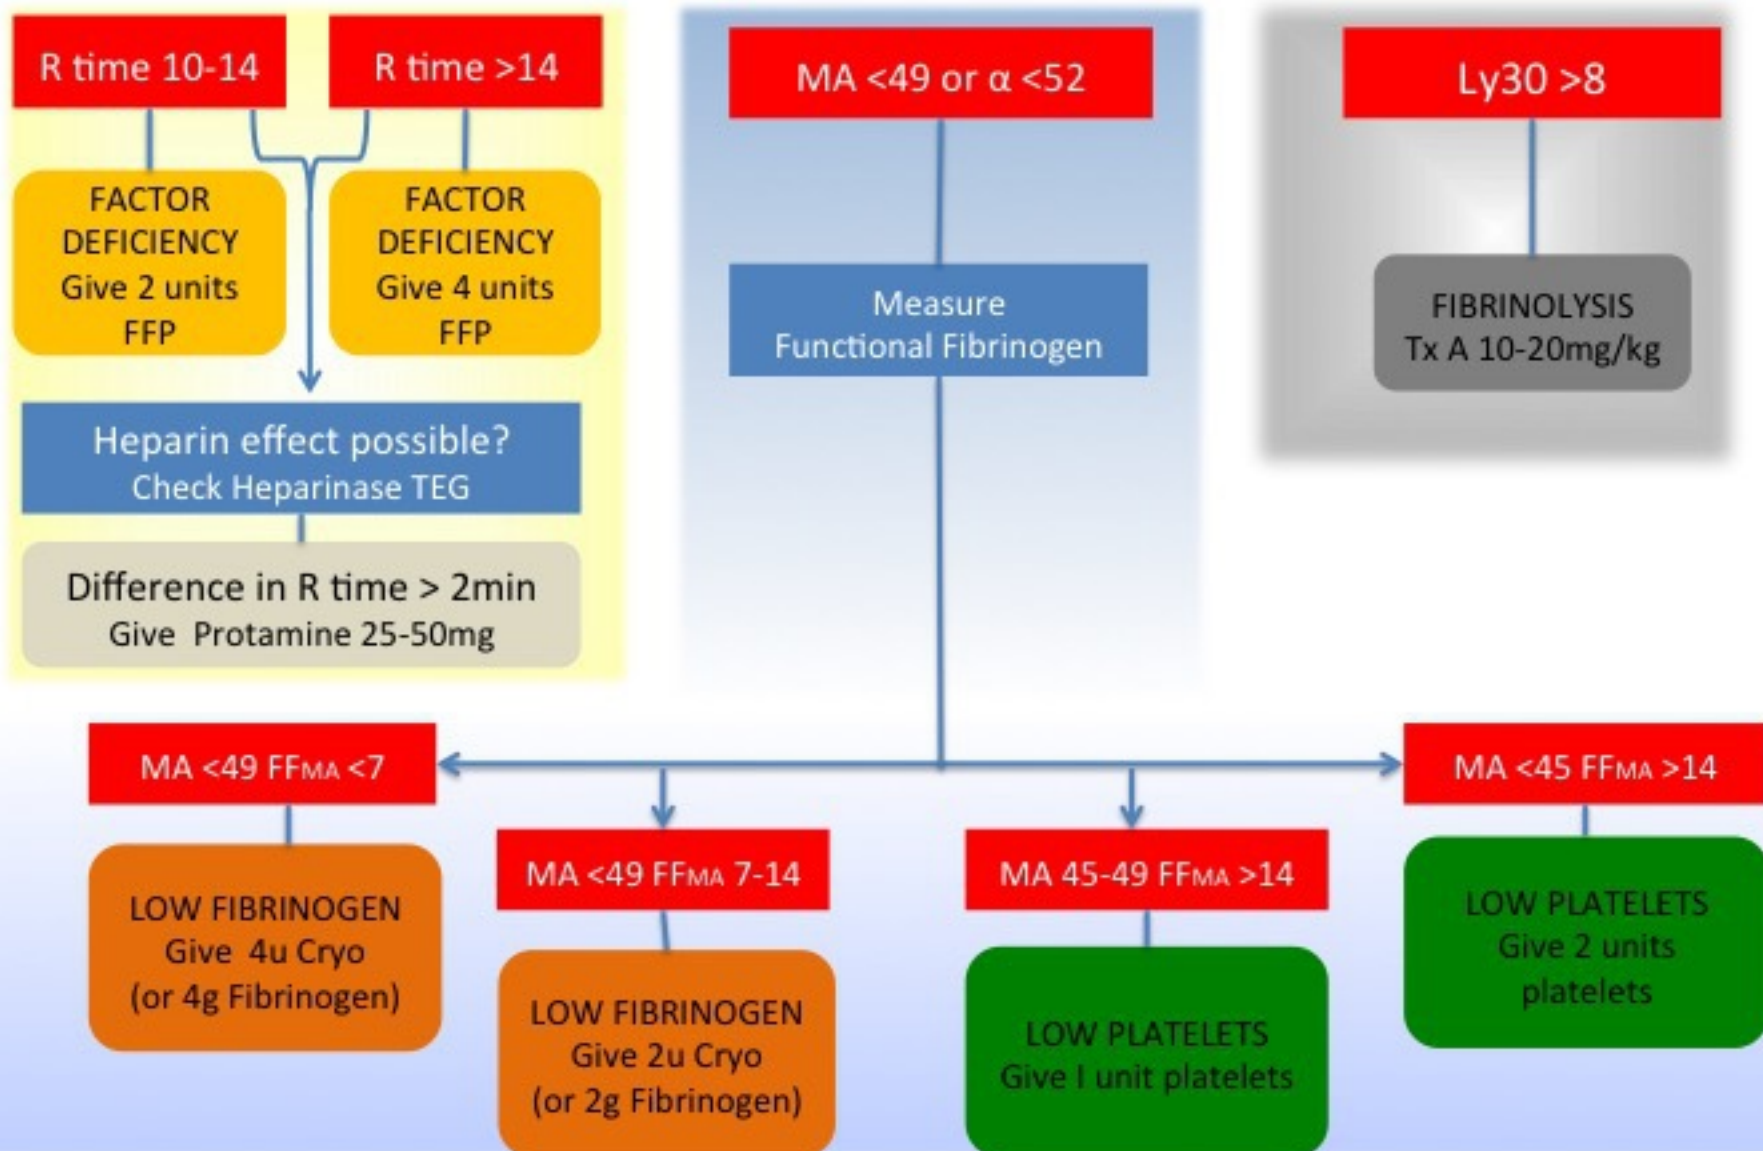 R time 10-14
R time >14
FACTOR
DEFICIENCY
Give 2 units
FFP
FACTOR
DEFICIENCY
Give 4 units
FFP
Heparin effect possible?
Check Heparinase TEG
Difference in R time > 2min
Give Protamine 25-50mg
MA <49 or α <52
Measure
Functional Fibrinogen
Ly30 >8
FIBRINOLYSIS
Tx A 10-20mg/kg
MA <49 FFMA <7
LOW FIBRINOGEN
Give 4u Cryo
(or 4g Fibrinogen)
MA <49 FFMA 7-14
LOW FIBRINOGEN
Give 2u Cryo
(or 2g Fibrinogen)
MA 45-49 FFMA >14
LOW PLATELETS
Give I unit platelets
MA <45 FFMA >14
LOW PLATELETS
Give 2 units
platelets